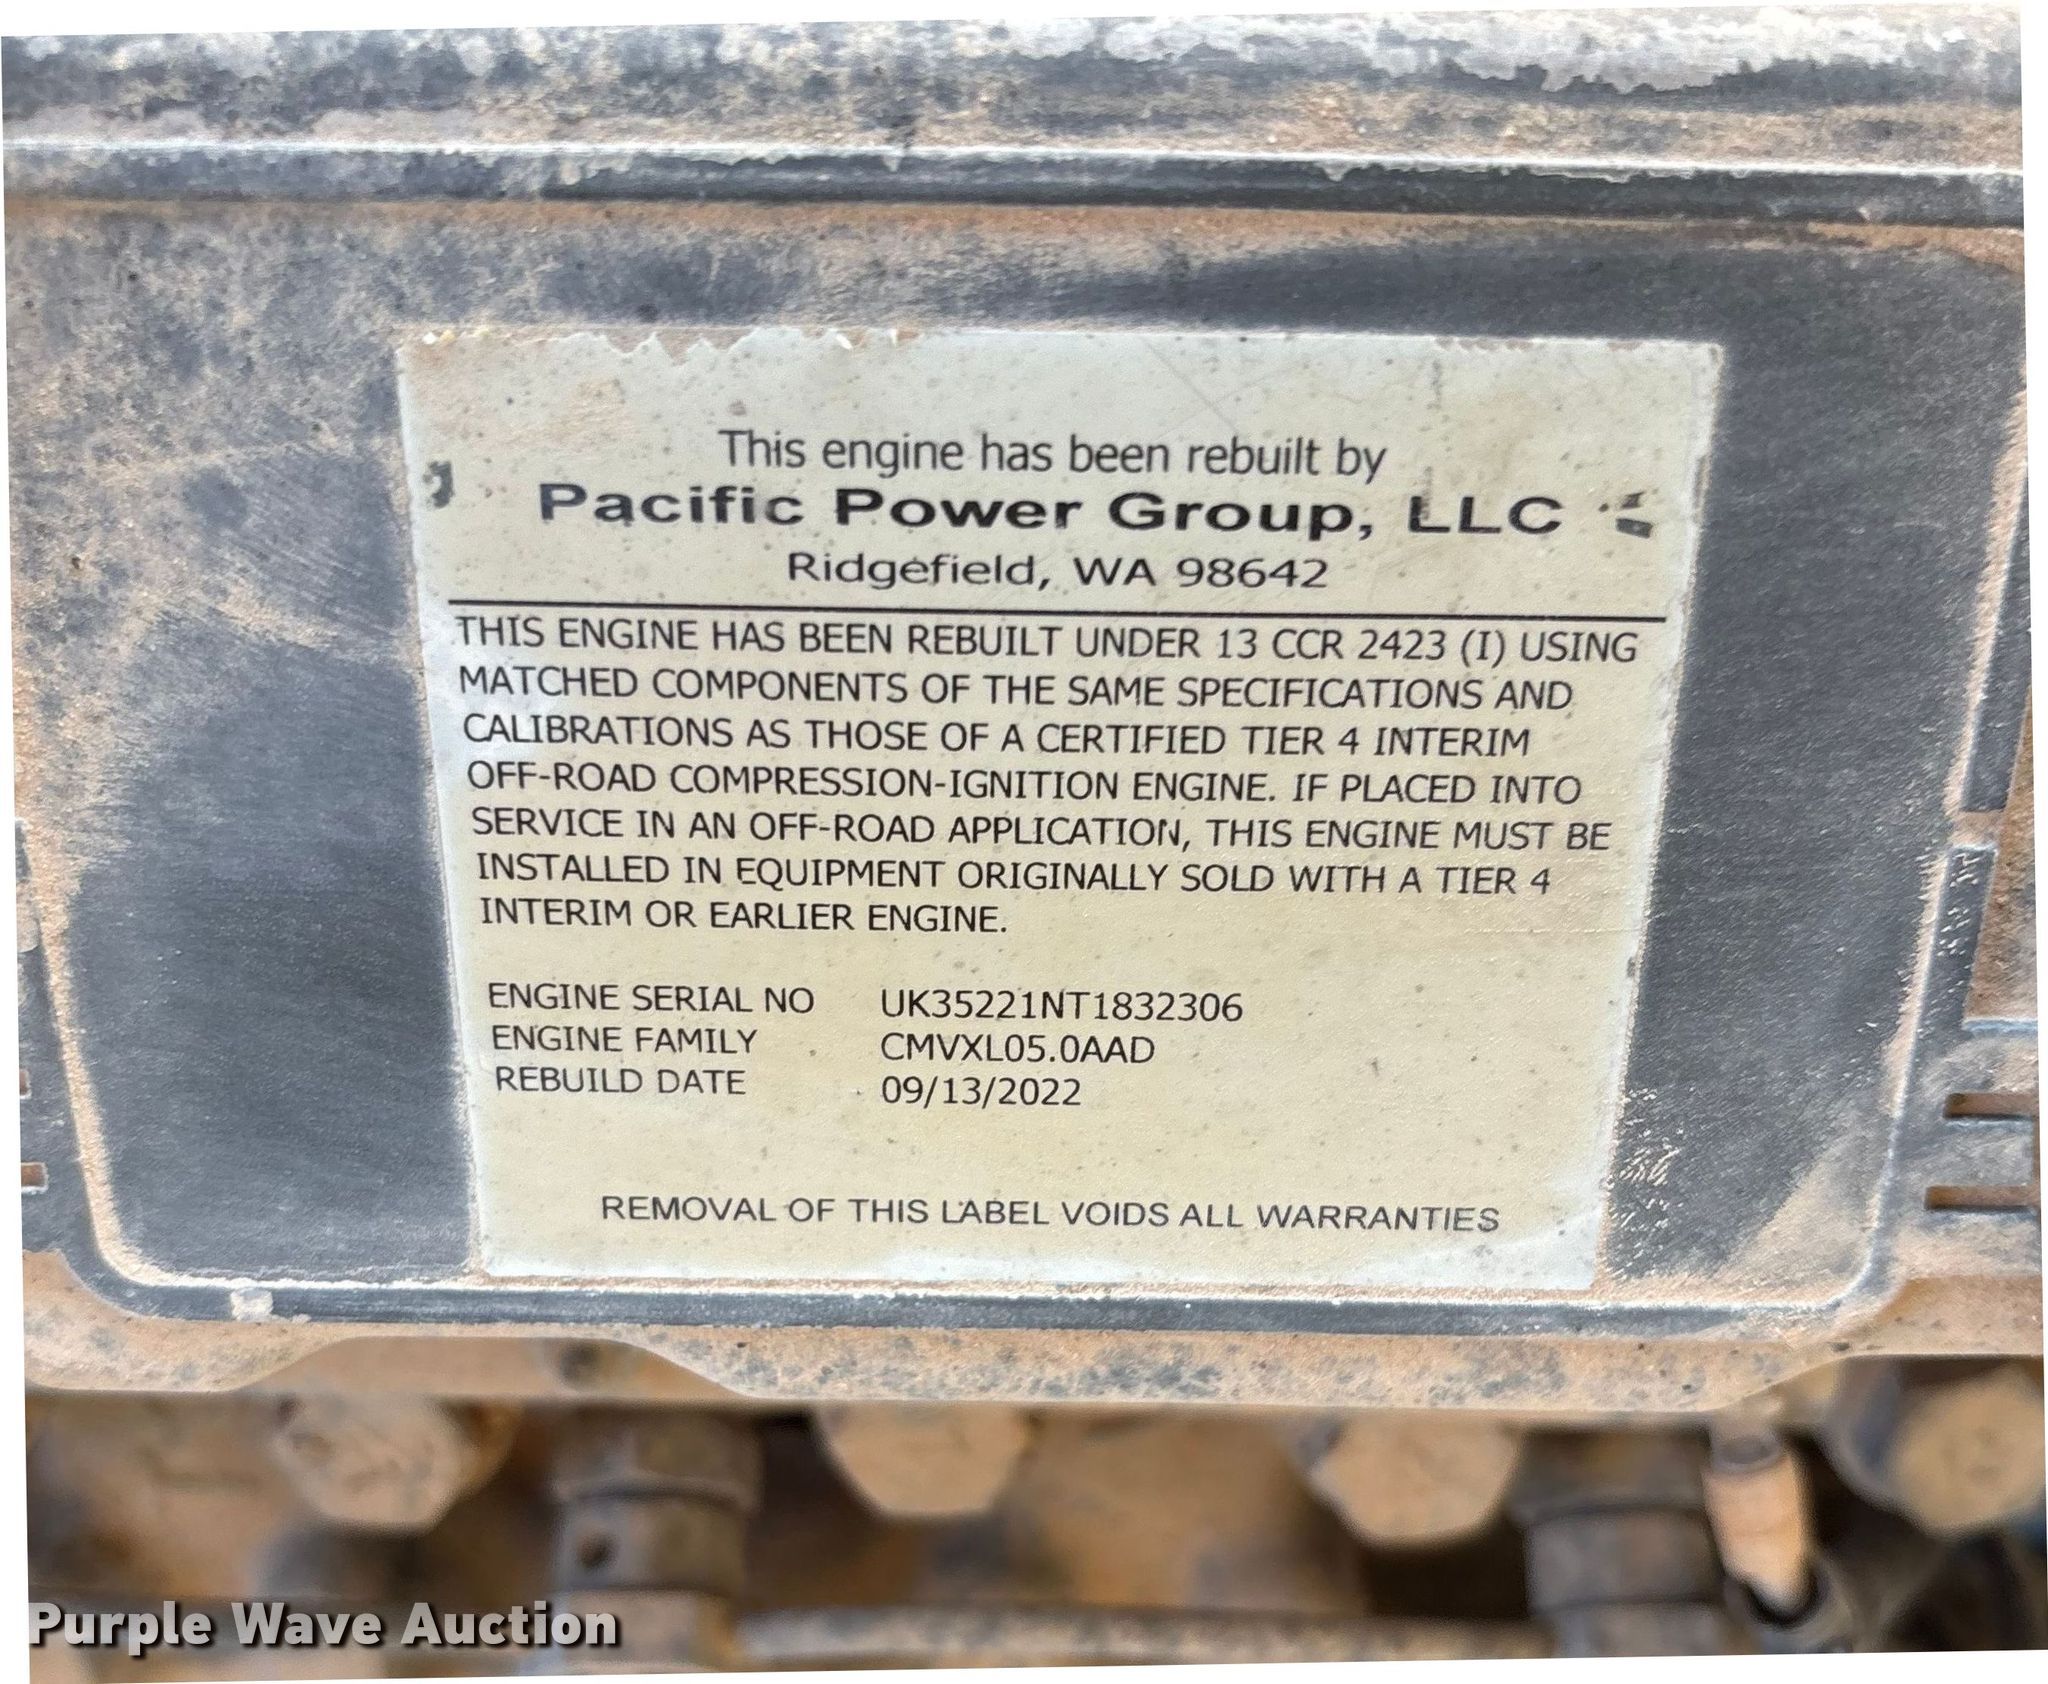 This engine has been rebuilt by
Pacific Power Group, LLC
Ridgefield, WA 98642
THIS ENGINE HAS BEEN REBUILT UNDER 13 CCR 2423 (I) USING
MATCHED COMPONENTS OF THE SAME SPECIFICATIONS AND
CALIBRATIONS AS THOSE OF A CERTIFIED TIER 4 INTERIM
OFF-ROAD COMPRESSION-IGNITION ENGINE. IF PLACED INTO
SERVICE IN AN OFF-ROAD APPLICATION, THIS ENGINE MUST BE
INSTALLED IN EQUIPMENT ORIGINALLY SOLD WITH A TIER 4
INTERIM OR EARLIER ENGINE.
ENGINE SERIAL NO UK35221NT1832306
ENGINE FAMILY CMVXL05.0AAD
REBUILD DATE 09/13/2022
REMOVAL OF THIS LABEL VOIDS ALL WARRANTIES
Purple Wave Auction